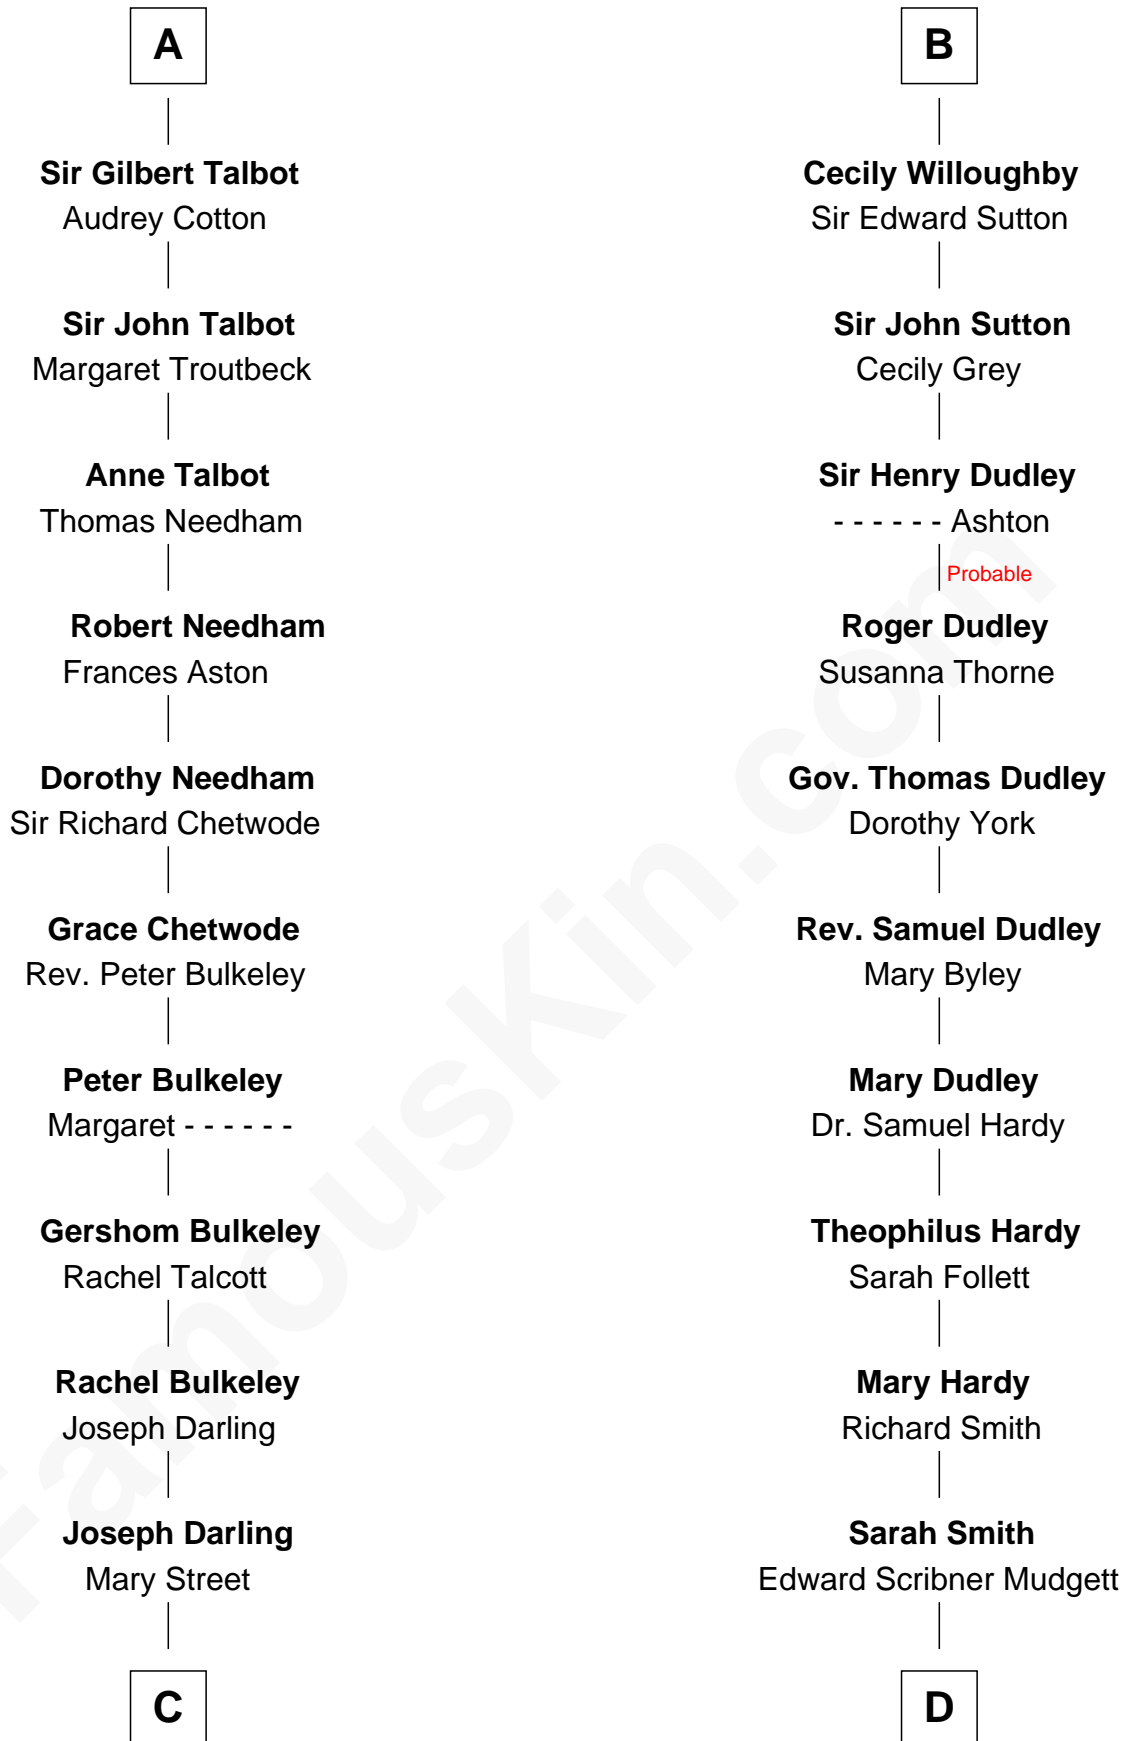 A
Sir Gilbert Talbot
Audrey Cotton
Sir John Talbot
Margaret Troutbeck
Anne Talbot
Thomas Needham
Robert Needham
Frances Aston
Dorothy Needham
Sir Richard Chetwode
Grace Chetwode
Rev. Peter Bulkeley
Peter Bulkeley
Margaret - - - - - -
Gershom Bulkeley
Rachel Talcott
Rachel Bulkeley
Joseph Darling
Joseph Darling
Mary Street
C
B
Cecily Willoughby
Sir Edward Sutton
Sir John Sutton
Cecily Grey
Sir Henry Dudley
- - - - - - Ashton
Probable
Roger Dudley
Susanna Thorne
Gov. Thomas Dudley
Dorothy York
Rev. Samuel Dudley
Mary Byley
Mary Dudley
Dr. Samuel Hardy
Theophilus Hardy
Sarah Follett
Mary Hardy
Richard Smith
Sarah Smith
Edward Scribner Mudgett
D
FamousKin.com